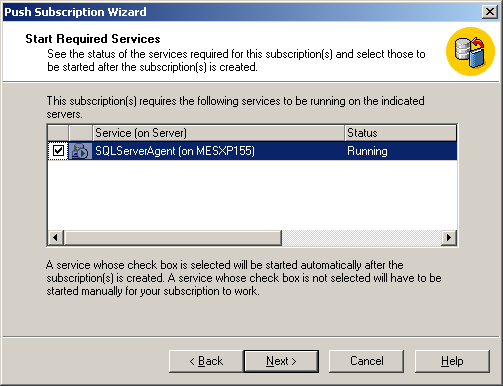 Push Subscription Wizard
Start Required Services
See the status of the services required for this subscription(s) and select those to
be started after the subscription(s) is created.
This subscription(s) requires the following services to be running on the indicated
servers.
Service (on Server) Status
SQLServerAgent (on MESXP155) Running
A service whose check box is selected will be started automatically after the
subscription(s) is created. A service whose check box is not selected will have to be
started manually for your subscription to work.
< Back Next > Cancel Help